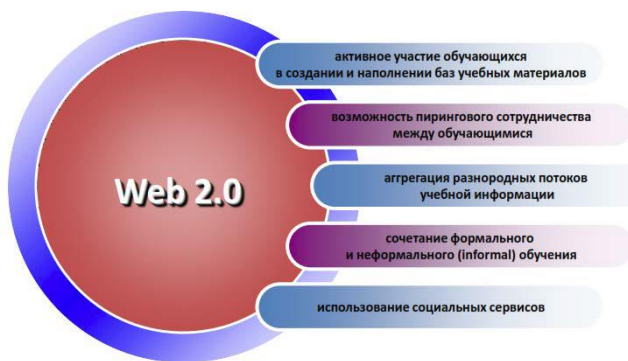 Web 2.0
активное участие обучающихся
в создании и наполнении баз учебных материалов
возможность пирингового сотрудничества
между обучающимися
аггрегация разнородных потоков
учебной информации
сочетание формального
и неформального (informal) обучения
использование социальных сервисов